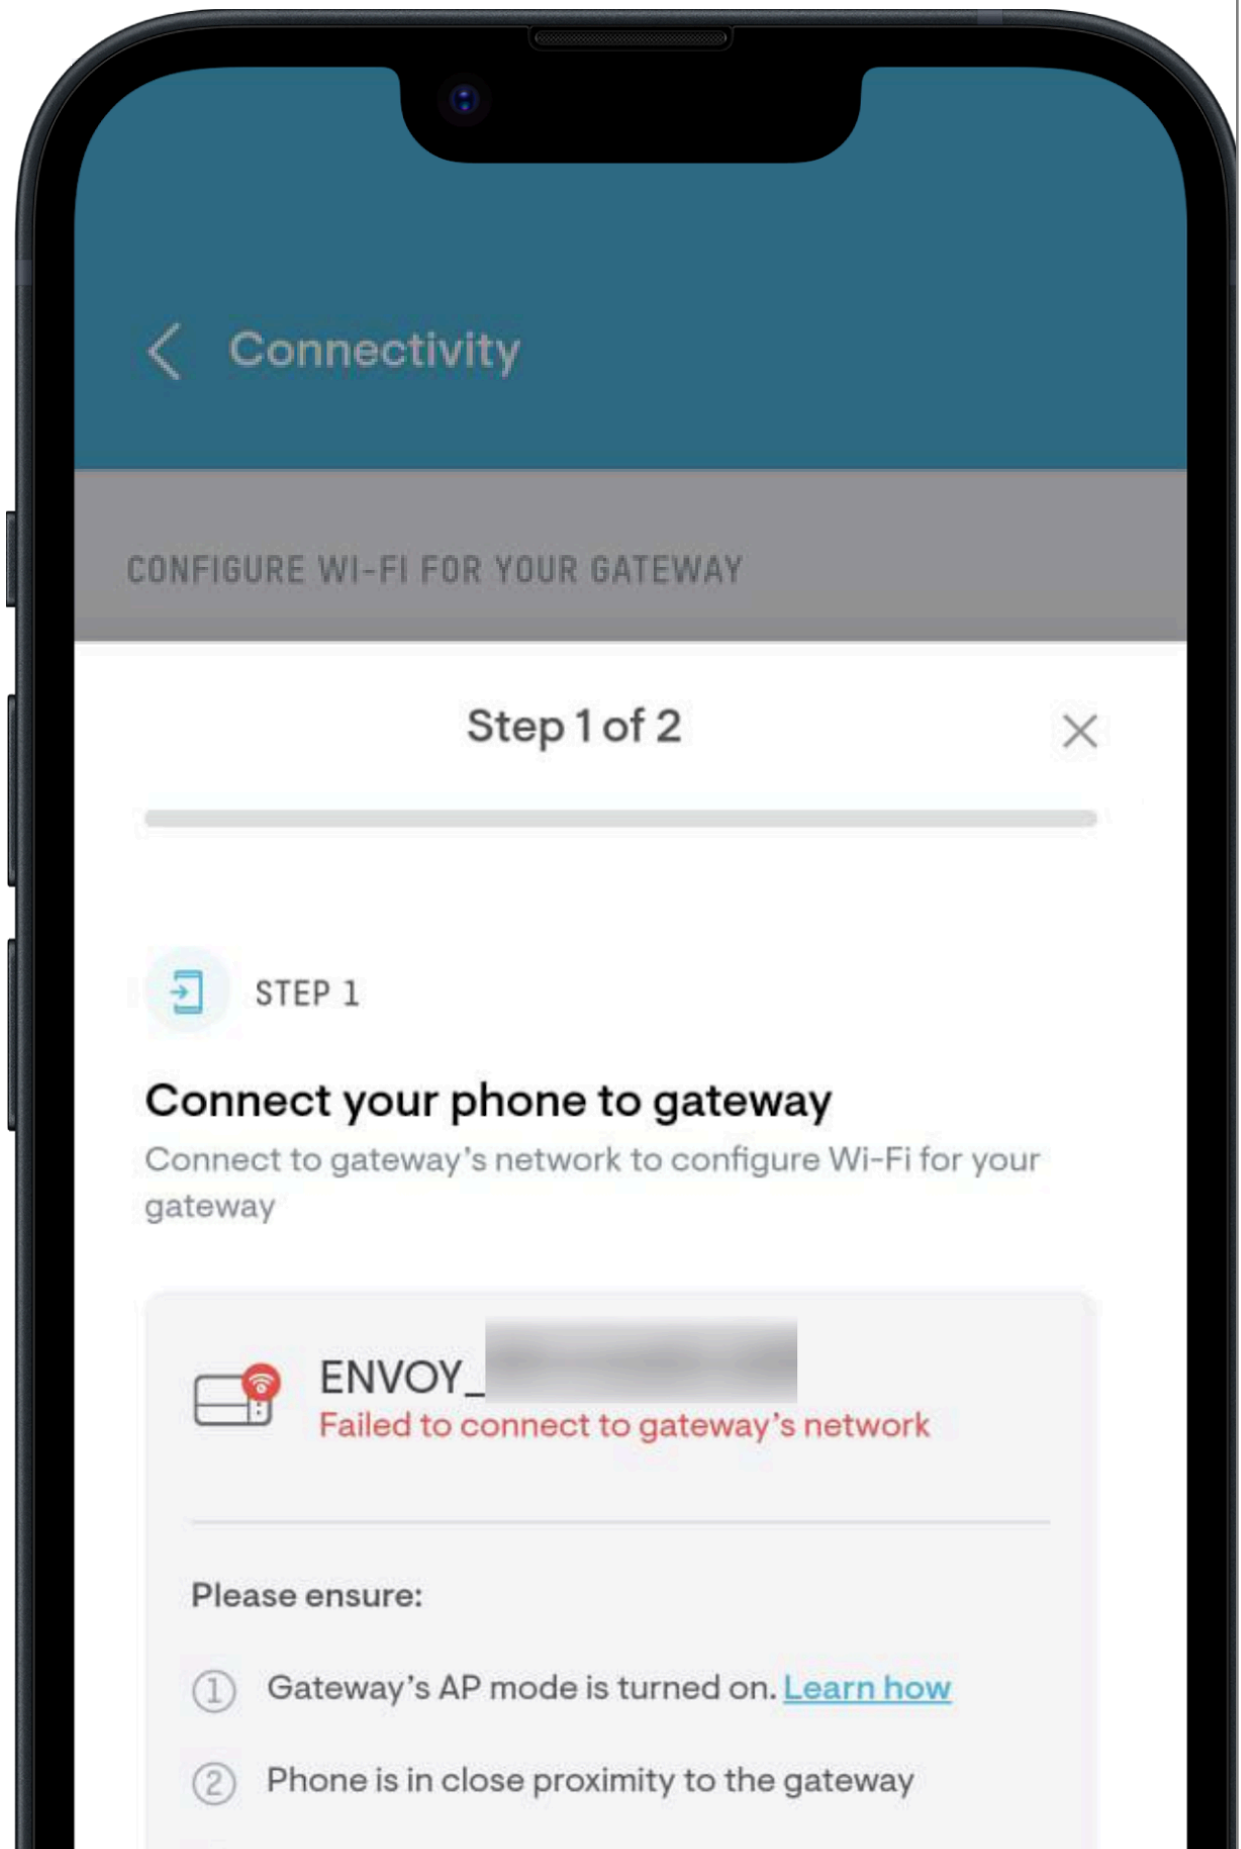 Connectivity
CONFIGURE WI-FI FOR YOUR GATEWAY
Step 1 of 2
STEP 1
Connect your phone to gateway
Connect to gateway's network to configure Wi-Fi for your
gateway
ENVOY_
Failed to connect to gateway's network
Please ensure:
1 Gateway's AP mode is turned on. Learn how
2 Phone is in close proximity to the gateway